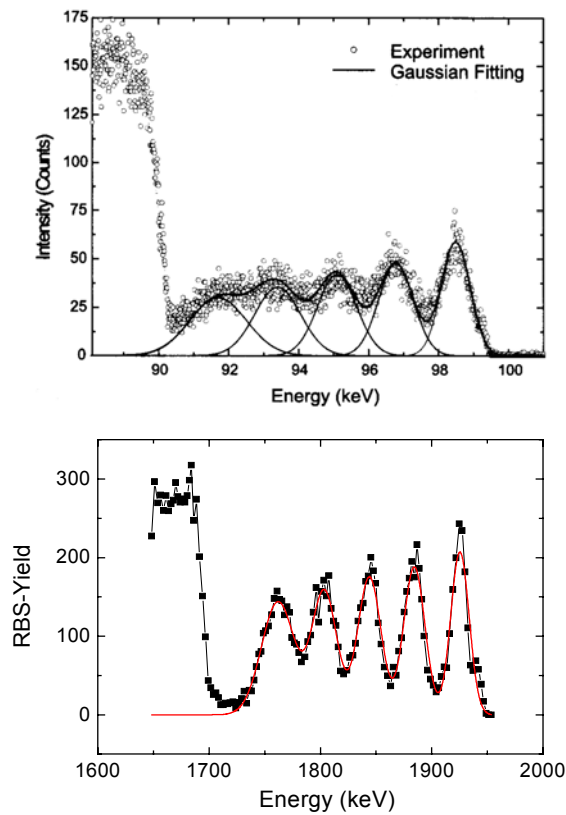 175
150
125
100
75
50
25
0
Intensity (Counts)
Experiment
Gaussian Fitting
90 92 94 96 98 100
Energy (keV)
300
200
100
0
RBS-Yield
1600 1700 1800 1900 2000
Energy (keV)